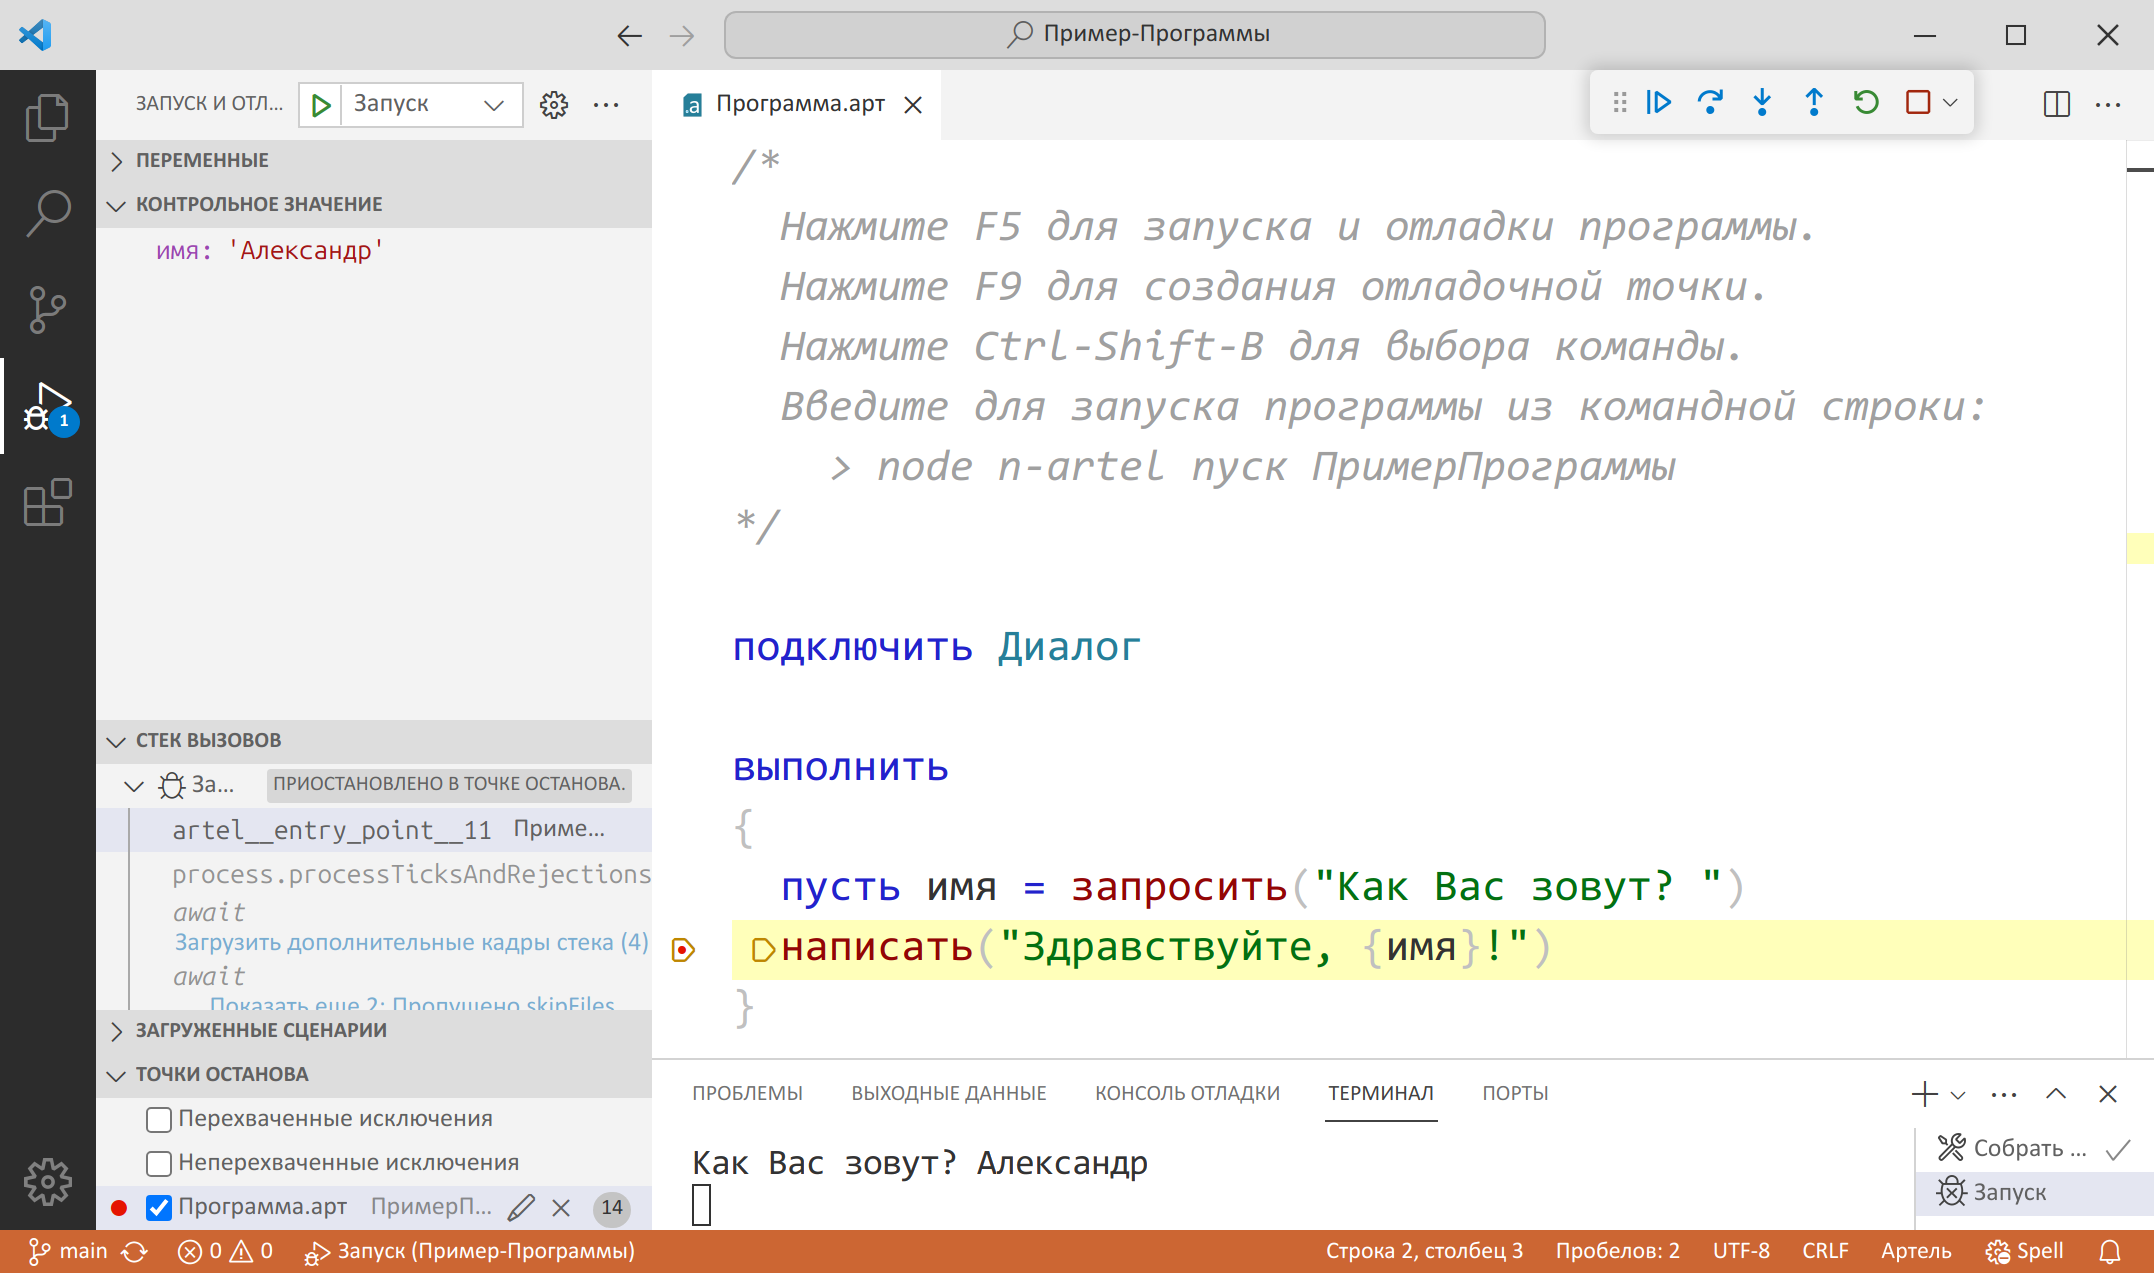 Пример-Программы
ЗАПУСК И ОТЛ...
Запуск
Программа.арт
ПЕРЕМЕННЫЕ
КОНТРОЛЬНОЕ ЗНАЧЕНИЕ
имя: 'Александр'
СТЕК ВЫЗОВОВ
За...
ПРИОСТАНОВЛЕНО В ТОЧКЕ ОСТАНОВА.
artel__entry_point__11 Приме...
process.processTicksAndRejections
await
Загрузить дополнительные кадры стека (4)
await
Показать еще 2: Пропущено skipFiles
ЗАГРУЖЕННЫЕ СЦЕНАРИИ
ТОЧКИ ОСТАНОВА
Перехваченные исключения
Неперехваченные исключения
Программа.арт ПримерП... 14
1
/*
Нажмите F5 для запуска и отладки программы.
Нажмите F9 для создания отладочной точки.
Нажмите Ctrl-Shift-B для выбора команды.
Введите для запуска программы из командной строки:
> node n-artel пуск ПримерПрограммы
*/
подключить Диалог
выполнить
{
пусть имя = запросить("Как Вас зовут? ")
написать("Здравствуйте, {имя}!")
}
ПРОБЛЕМЫ ВЫХОДНЫЕ ДАННЫЕ КОНСОЛЬ ОТЛАДКИ ТЕРМИНАЛ ПОРТЫ
Как Вас зовут? Александр
Собрать ...
Запуск
main 0 0 Запуск (Пример-Программы) Строка 2, столбец 3 Пробелов: 2 UTF-8 CRLF Артель Spell